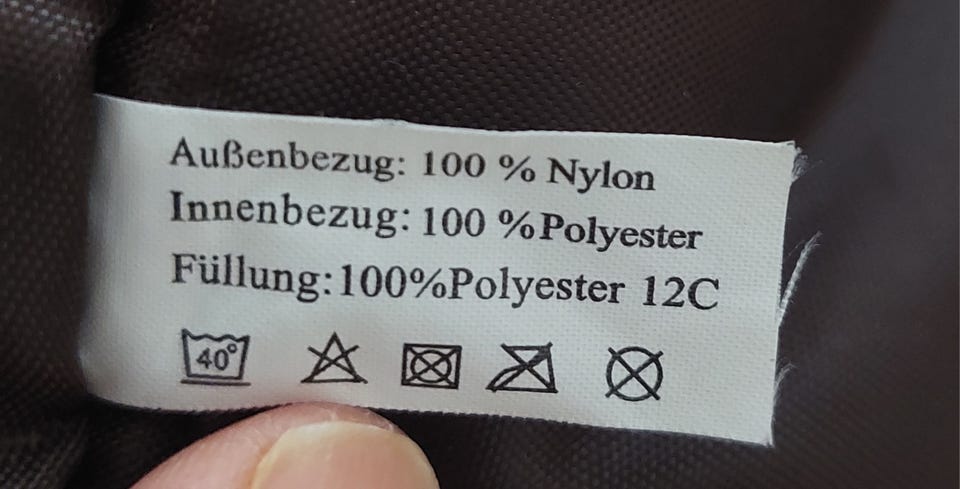 Außenbezug: 100 % Nylon
Innenbezug: 100 % Polyester
Füllung:100%Polyester 12C
40°